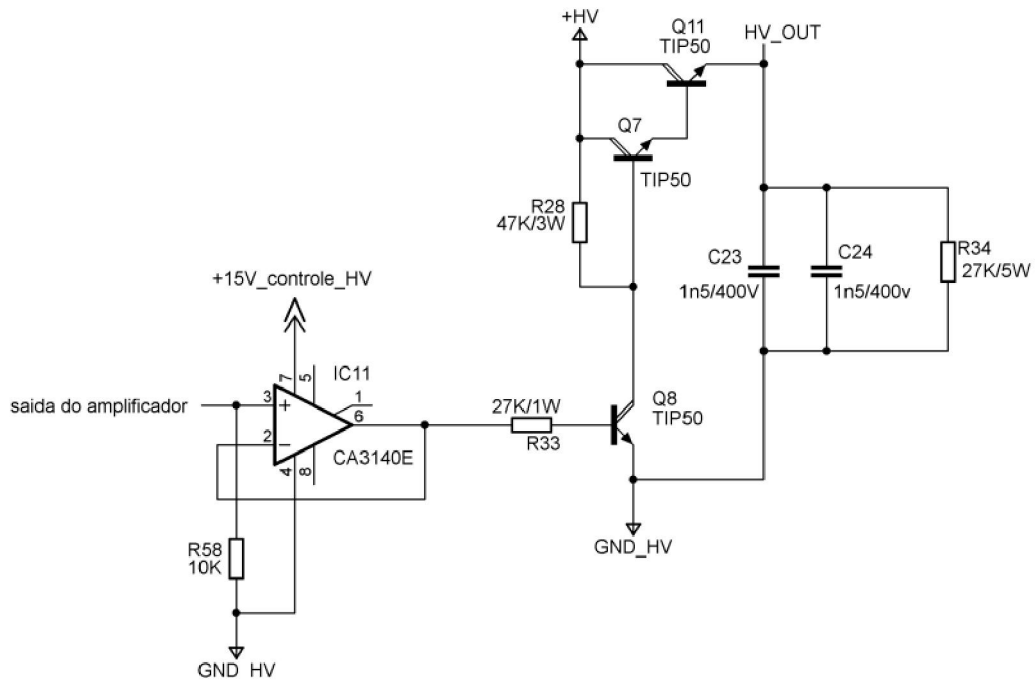 +HV
Q11
TIP50
HV_OUT
Q7
TIP50
R28
47K/3W
C23
1n5/400V
C24
1n5/400v
R34
27K/5W
+15V_controle_HV
7
5
IC11
1
saida do amplificador
3
+
2
−
6
4
8
CA3140E
27K/1W
R33
Q8
TIP50
GND_HV
R58
10K
GND_HV